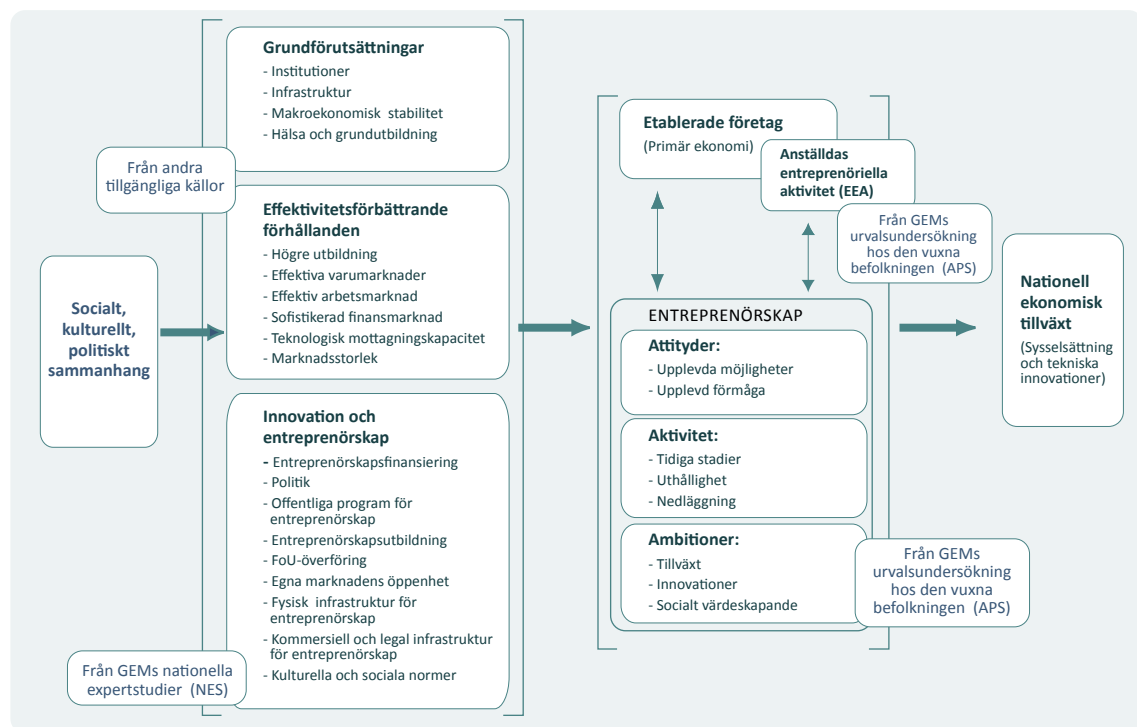 Socialt,
kulturellt,
politiskt
sammanhang
Från andra
tillgängliga källor
Grundförutsättningar
- Institutioner
- Infrastruktur
- Makroekonomisk stabilitet
- Hälsa och grundutbildning
Effektivitetsförbättrande
förhållanden
- Högre utbildning
- Effektiva varumarknader
- Effektiv arbetsmarknad
- Sofistikerad finansmarknad
- Teknologisk mottagningskapacitet
- Marknadsstorlek
Innovation och
entreprenörskap
- Entreprenörskapsfinansiering
- Politik
- Offentliga program för
entreprenörskap
- Entreprenörskapsutbildning
- FoU-överföring
- Egna marknadens öppenhet
- Fysisk infrastruktur för
entreprenörskap
- Kommersiell och legal infrastruktur
för entreprenörskap
- Kulturella och sociala normer
Från GEMs nationella
expertstudier (NES)
Etablerade företag
(Primär ekonomi)
Anställdas
entreprenöriella
aktivitet (EEA)
Från GEMs
urvalsundersökning
hos den vuxna
befolkningen (APS)
ENTREPRENÖRSKAP
Attityder:
- Upplevda möjligheter
- Upplevd förmåga
Aktivitet:
- Tidiga stadier
- Uthållighet
- Nedläggning
Ambitioner:
- Tillväxt
- Innovationer
- Socialt värdeskapande
Från GEMs
urvalsundersökning
hos den vuxna
befolkningen (APS)
Nationell
ekonomisk
tillväxt
(Sysselsättning
och tekniska
innovationer)